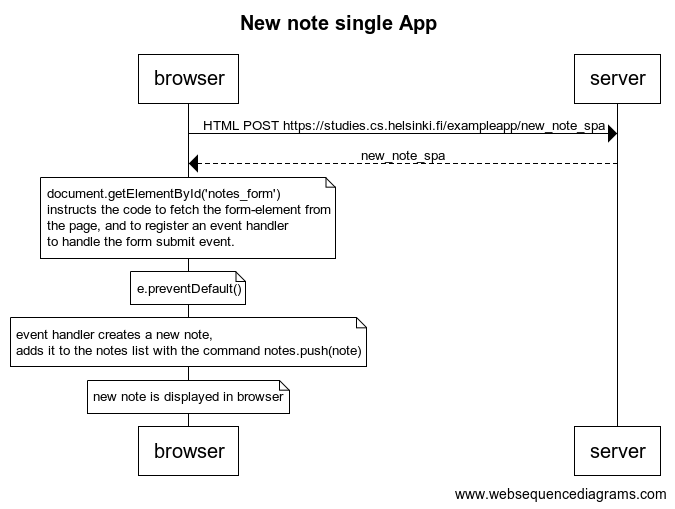 New note single App
browser
server
HTML POST https://studies.cs.helsinki.fi/exampleapp/new_note_spa
new_note_spa
document.getElementById('notes_form')
instructs the code to fetch the form-element from
the page, and to register an event handler
to handle the form submit event.
e.preventDefault()
event handler creates a new note,
adds it to the notes list with the command notes.push(note)
new note is displayed in browser
browser
server
www.websequencediagrams.com